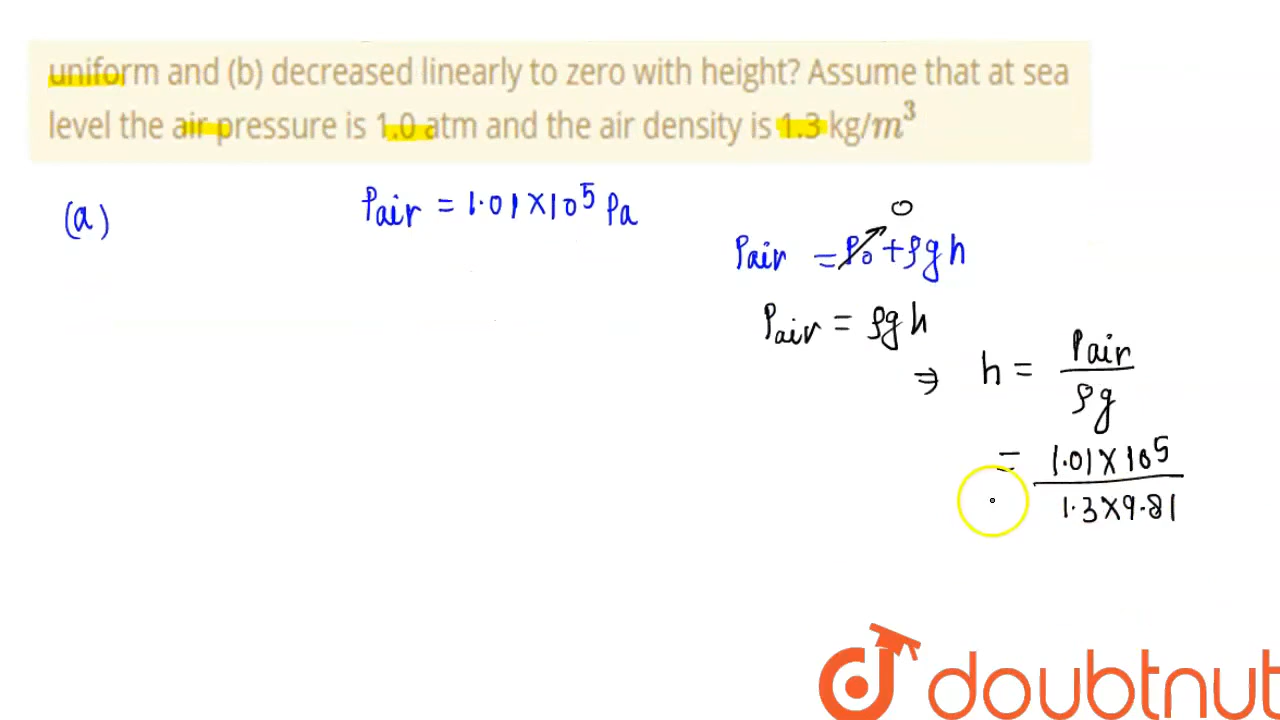 uniform and (b) decreased linearly to zero with height? Assume that at sea
level the air pressure is 1.0 atm and the air density is 1.3 kg/m³
(a)
Pair = 1.01×10⁵ Pa
0
Pair = P₀ + ρgh
Pair = ρgh
⇒ h = Pair / ρg
= 1.01×10⁵ / 1.3×9.81
doubtnut